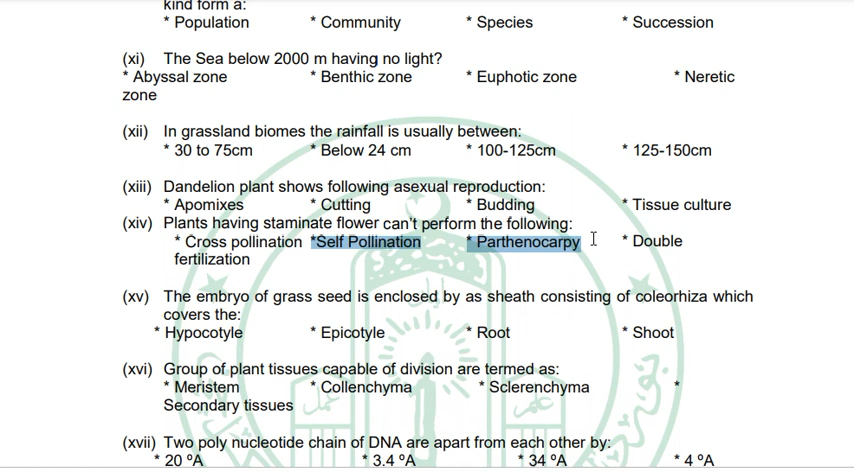 kind form a:
* Population * Community * Species * Succession
(xi) The Sea below 2000 m having no light?
* Abyssal zone * Benthic zone * Euphotic zone * Neretic
zone
(xii) In grassland biomes the rainfall is usually between:
* 30 to 75cm * Below 24 cm * 100-125cm * 125-150cm
(xiii) Dandelion plant shows following asexual reproduction:
* Apomixes * Cutting * Budding * Tissue culture
(xiv) Plants having staminate flower can't perform the following:
* Cross pollination *Self Pollination * Parthenocarpy * Double
fertilization
(xv) The embryo of grass seed is enclosed by as sheath consisting of coleorhiza which
covers the:
* Hypocotyle * Epicotyle * Root * Shoot
(xvi) Group of plant tissues capable of division are termed as:
* Meristem * Collenchyma * Sclerenchyma *
Secondary tissues
(xvii) Two poly nucleotide chain of DNA are apart from each other by:
* 20 ºA * 3.4 ºA * 34 ºA * 4 ºA